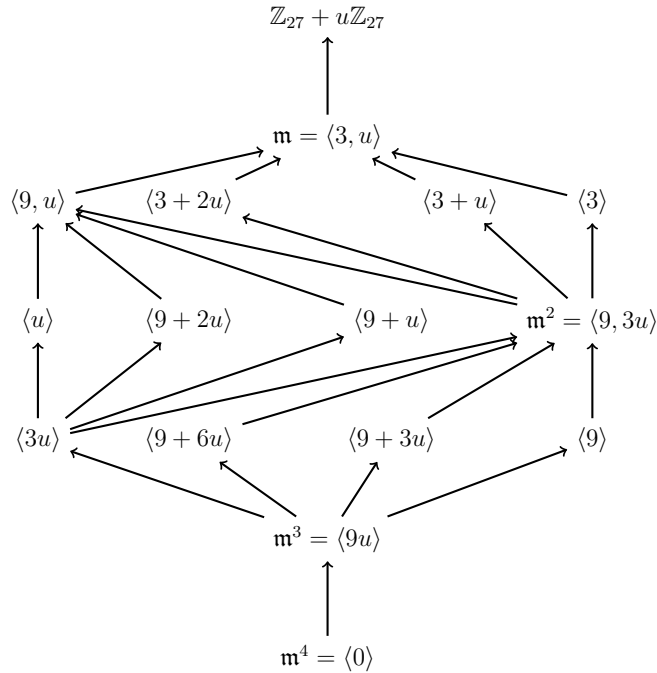 ℤ₂₇ + uℤ₂₇
𝔪 = ⟨3, u⟩
⟨9, u⟩ ⟨3 + 2u⟩ ⟨3 + u⟩ ⟨3⟩
⟨u⟩ ⟨9 + 2u⟩ ⟨9 + u⟩ 𝔪² = ⟨9, 3u⟩
⟨3u⟩ ⟨9 + 6u⟩ ⟨9 + 3u⟩ ⟨9⟩
𝔪³ = ⟨9u⟩
𝔪⁴ = ⟨0⟩